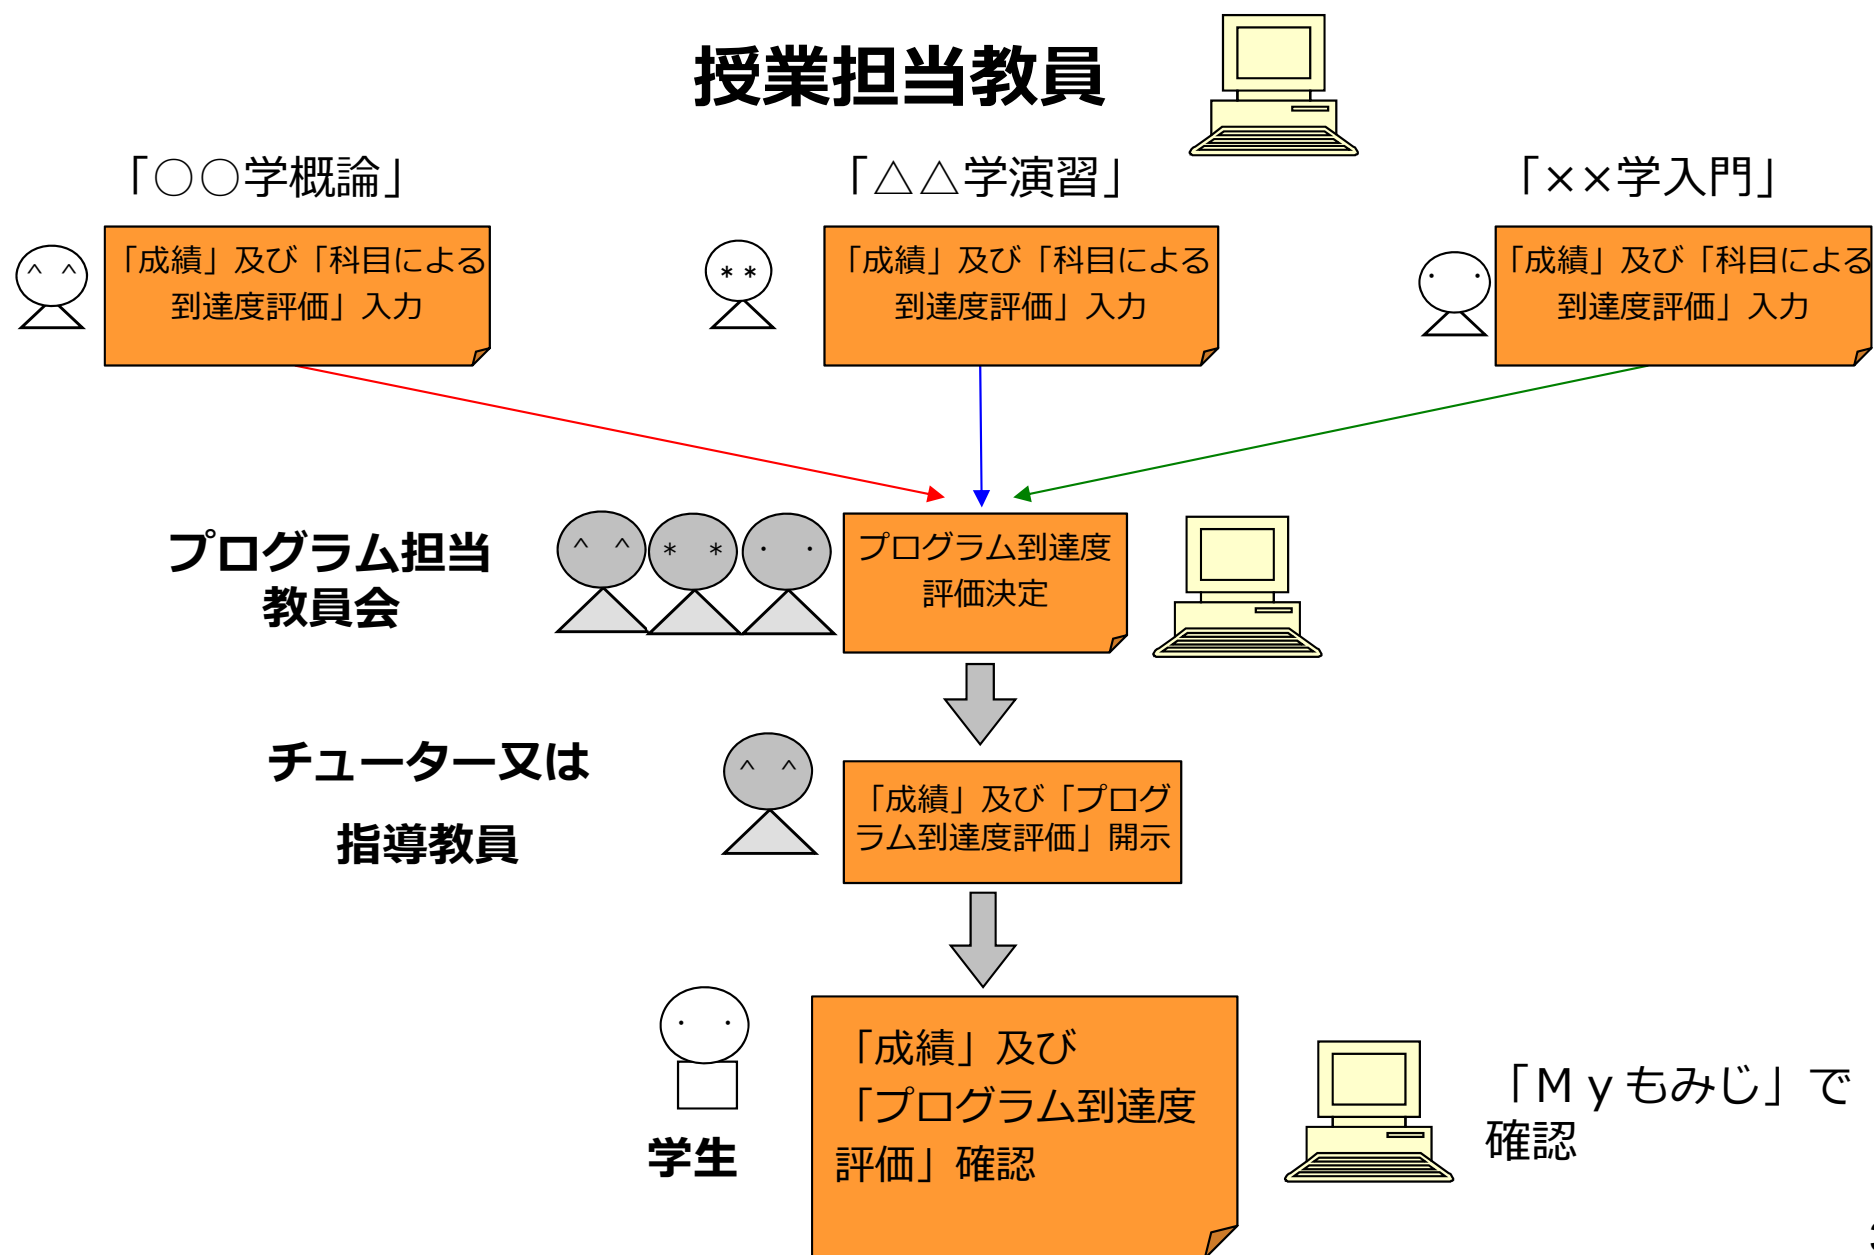 授業担当教員
「○○学概論」
「△△学演習」
「××学入門」
「成績」及び「科目による
到達度評価」入力
「成績」及び「科目による
到達度評価」入力
「成績」及び「科目による
到達度評価」入力
プログラム担当
教員会
プログラム到達度
評価決定
チューター又は
指導教員
「成績」及び「プログ
ラム到達度評価」開示
学生
「成績」及び
「プログラム到達度
評価」確認
「Ｍｙもみじ」で
確認